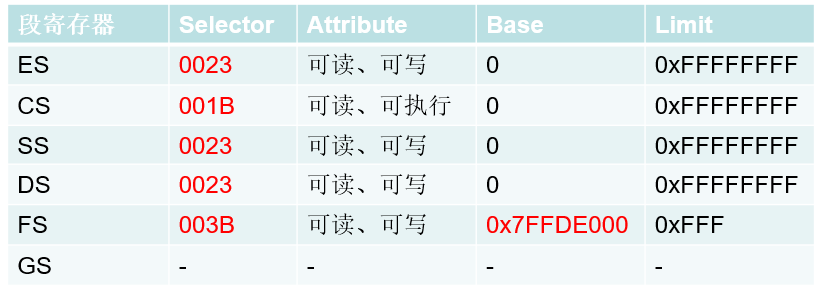 段寄存器 Selector Attribute Base Limit
ES 0023 可读、可写 0 0xFFFFFFFF
CS 001B 可读、可执行 0 0xFFFFFFFF
SS 0023 可读、可写 0 0xFFFFFFFF
DS 0023 可读、可写 0 0xFFFFFFFF
FS 003B 可读、可写 0x7FFDE000 0xFFF
GS - - - -